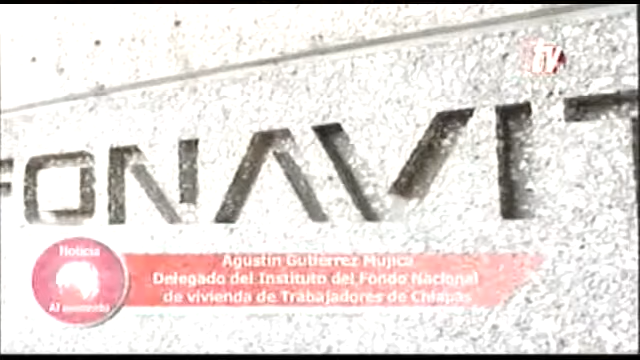 tv
FONAVIT
Noticia
Al momento
Agustín Gutiérrez Mujica
Delegado del Instituto del Fondo Nacional
de vivienda de Trabajadores de Chiapas